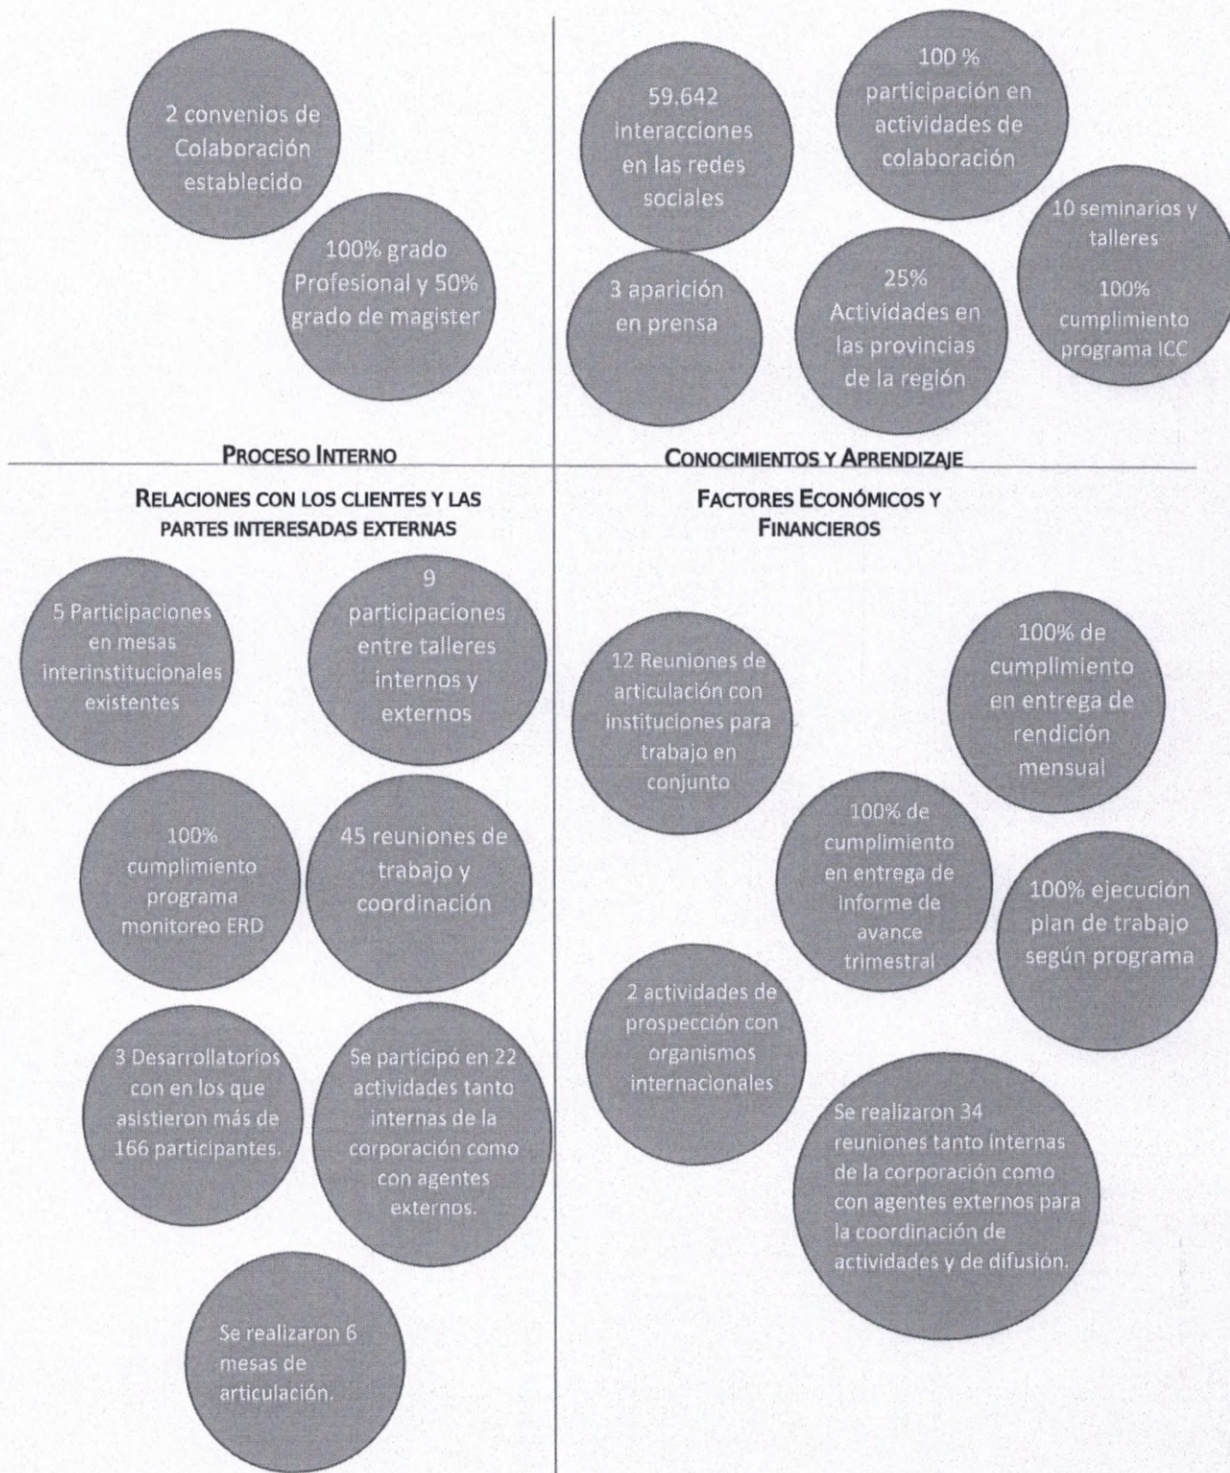 2 convenios de
Colaboración
establecido
100% grado
Profesional y 50%
grado de magister
59.642
interacciones
en las redes
sociales
100 %
participación en
actividades de
colaboración
10 seminarios y
talleres
100%
cumplimiento
programa ICC
3 aparición
en prensa
25%
Actividades en
las provincias
de la región
PROCESO INTERNO
CONOCIMIENTOS Y APRENDIZAJE
RELACIONES CON LOS CLIENTES Y LAS
PARTES INTERESADAS EXTERNAS
FACTORES ECONÓMICOS Y
FINANCIEROS
5 Participaciones
en mesas
interinstitucionales
existentes
9
participaciones
entre talleres
internos y
externos
100%
cumplimiento
programa
monitoreo ERD
45 reuniones de
trabajo y
coordinación
3 Desarrollatorios
con en los que
asistieron más de
166 participantes.
Se participó en 22
actividades tanto
internas de la
corporación como
con agentes
externos.
Se realizaron 6
mesas de
articulación.
12 Reuniones de
articulación con
instituciones para
trabajo en
conjunto
100% de
cumplimiento
en entrega de
rendición
mensual
100% de
cumplimiento
en entrega de
informe de
avance
trimestral
100% ejecución
plan de trabajo
según programa
2 actividades de
prospección con
organismos
internacionales
Se realizaron 34
reuniones tanto internas
de la corporación como
con agentes externos para
la coordinación de
actividades y de difusión.